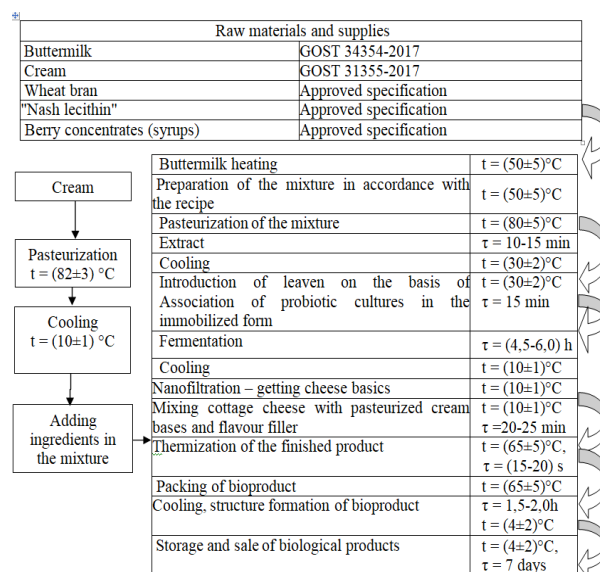 Raw materials and supplies
Buttermilk GOST 34354-2017
Cream GOST 31355-2017
Wheat bran Approved specification
"Nash lecithin" Approved specification
Berry concentrates (syrups) Approved specification
Cream
Pasteurization
t = (82±3) °C
Cooling
t = (10±1) °C
Adding
ingredients in
the mixture
Buttermilk heating t = (50±5)°C
Preparation of the mixture in accordance with
the recipe t = (50±5)°C
Pasteurization of the mixture t = (80±5)°C
Extract τ = 10-15 min
Cooling t = (30±2)°C
Introduction of leaven on the basis of t = (30±2)°C
Association of probiotic cultures in the τ = 15 min
immobilized form
Fermentation τ = (4,5-6,0) h
Cooling t = (10±1)°C
Nanofiltration – getting cheese basics t = (10±1)°C
Mixing cottage cheese with pasteurized cream t = (10±1)°C
bases and flavour filler τ =20-25 min
Thermization of the finished product t = (65±5)°C,
τ = (15-20) s
Packing of bioproduct t = (65±5)°C
Cooling, structure formation of bioproduct τ = 1,5-2,0h
t = (4±2)°C
Storage and sale of biological products t = (4±2)°C,
τ = 7 days